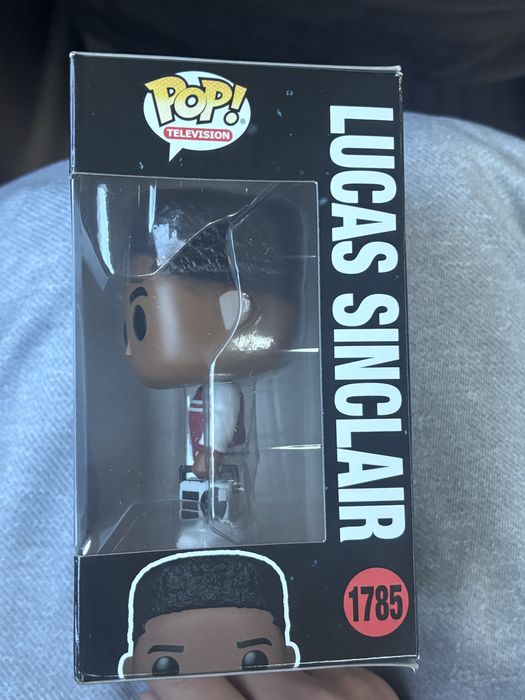 POP!
TELEVISION
LUCAS SINCLAIR
1785